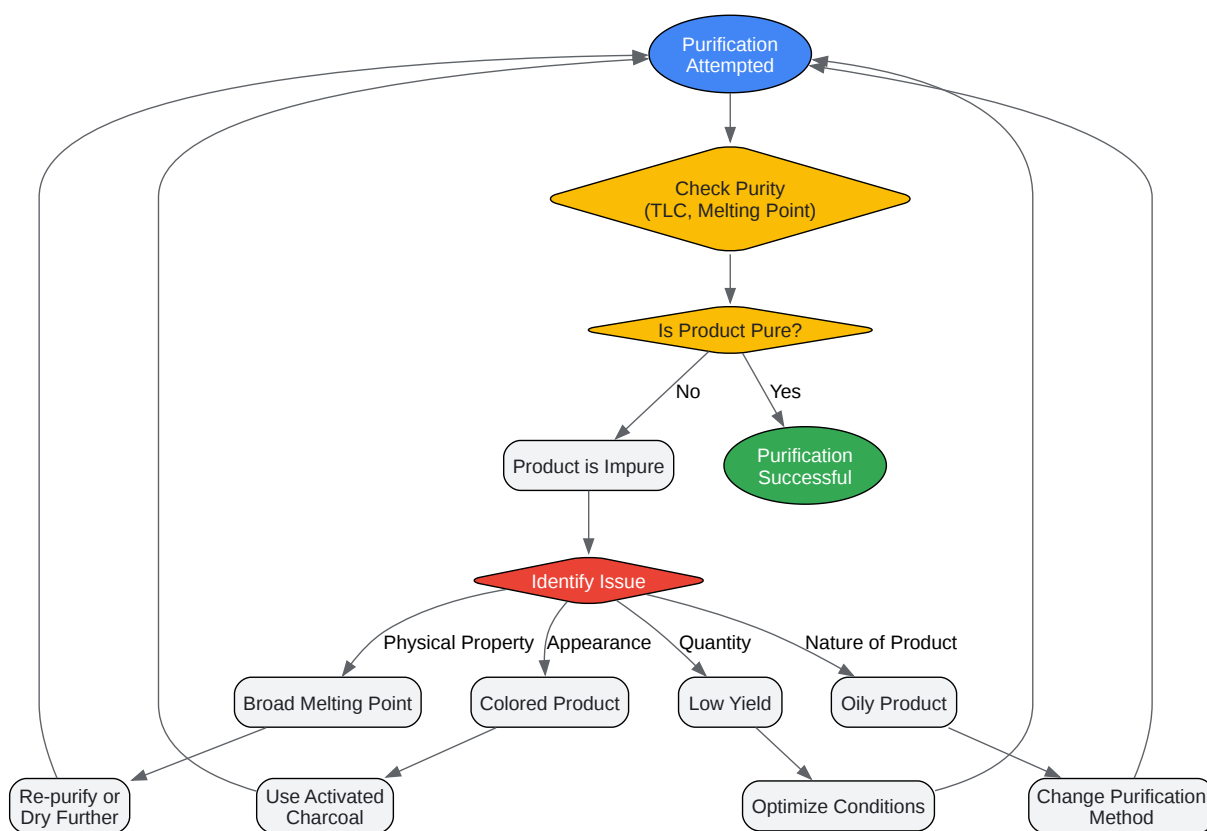 Purification
Attempted
Check Purity
(TLC, Melting Point)
Is Product Pure?
No
Yes
Product is Impure
Purification
Successful
Identify Issue
Physical Property
Appearance
Quantity
Nature of Product
Broad Melting Point
Colored Product
Low Yield
Oily Product
Re-purify or
Dry Further
Use Activated
Charcoal
Optimize Conditions
Change Purification
Method